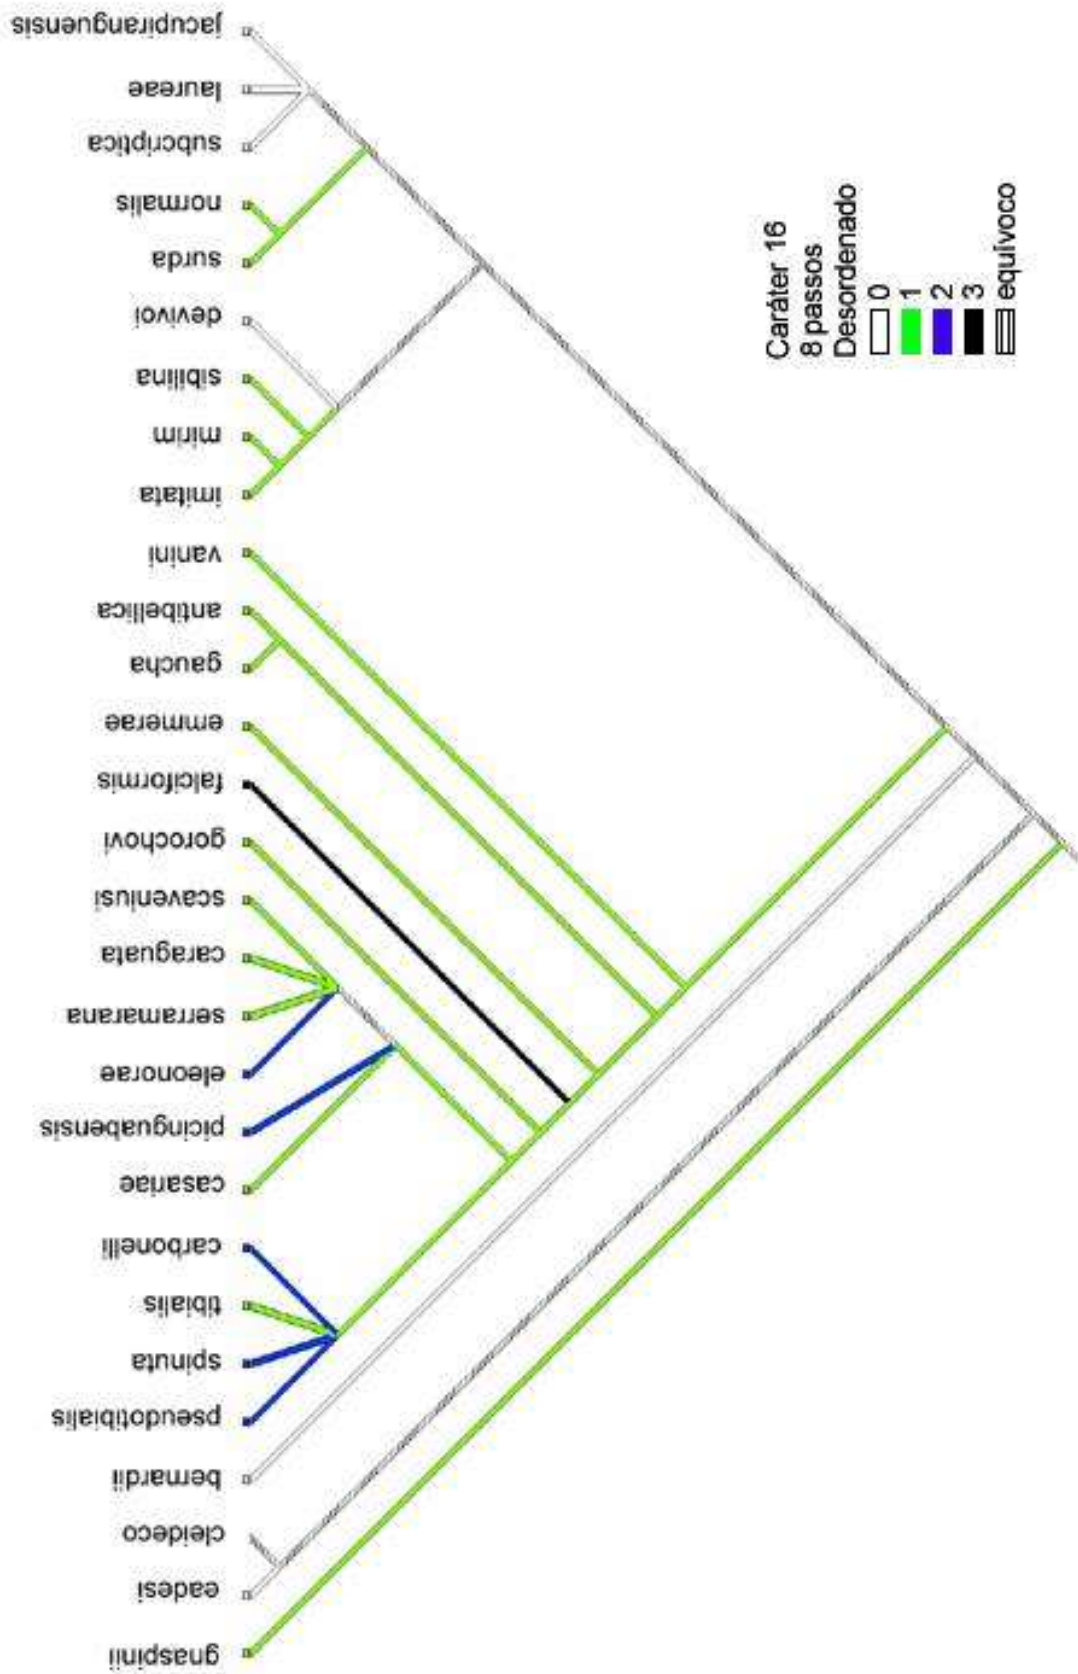 jacupiranguensis
laureae
subcriptica
normalis
surda
devivoi
sibilina
mirim
imitata
vanini
antibellica
gaucha
emmerae
falciformis
gorochovi
scaveniusi
caraguata
serramarana
eleonorae
picinguabensis
casariae
carbonelli
tibialis
spinuta
pseudotibialis
bernardii
cleideco
eadesi
gnaspinii
Caráter 16
8 passos
Desordenado
0
1
2
3
equívoco